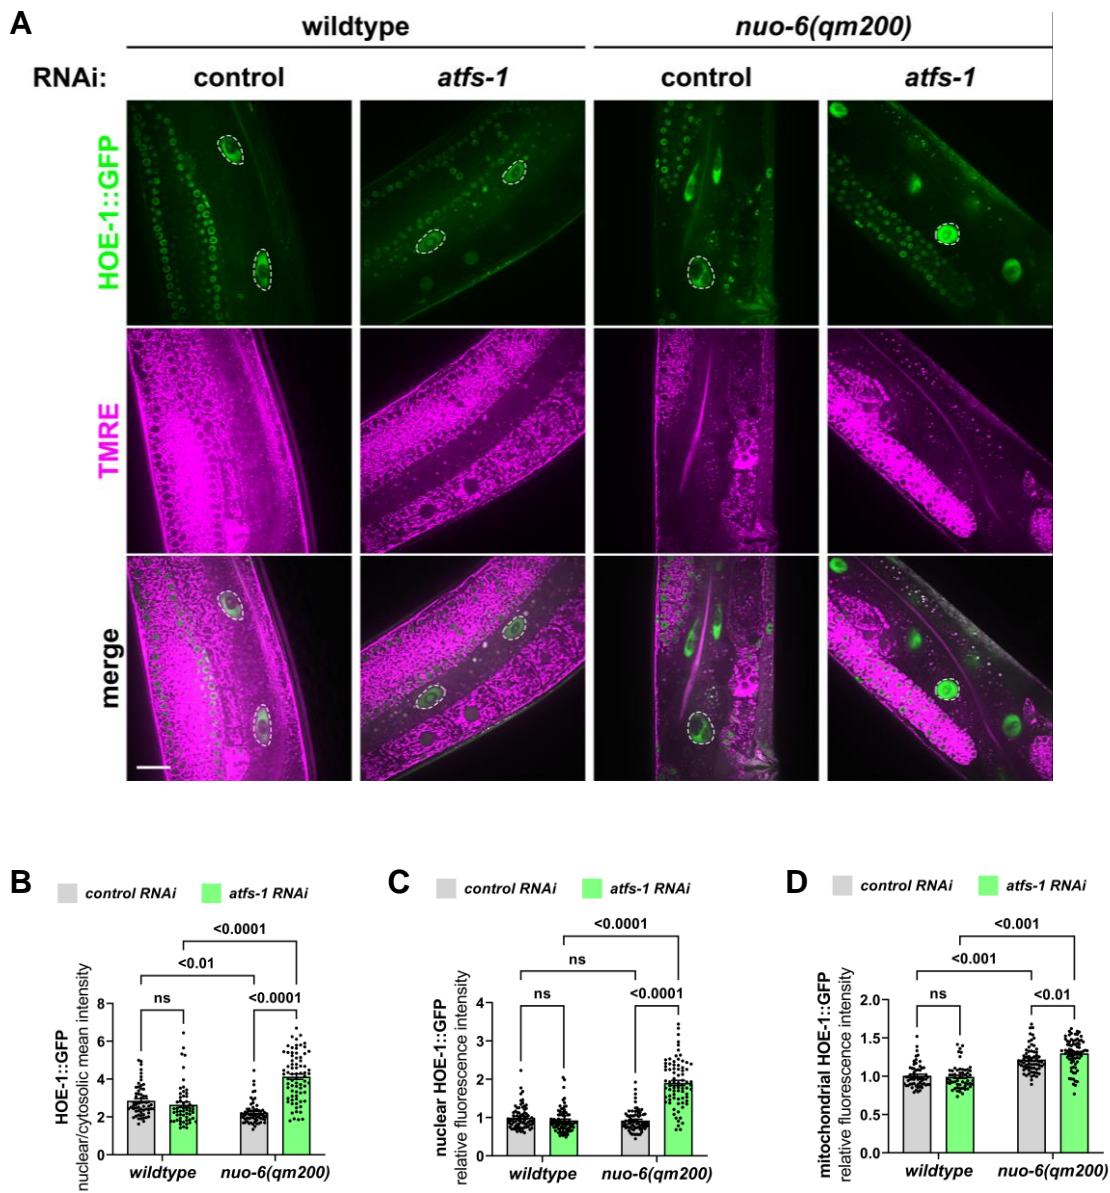 A
wildtype
nuo-6(qm200)
RNAi:
control
atfs-1
control
atfs-1
HOE-1::GFP
TMRE
merge
B
control RNAi
atfs-1 RNAi
<0.0001
<0.01
ns
<0.0001
HOE-1::GFP
nuclear/cytosolic mean intensity
8
6
4
2
0
wildtype
nuo-6(qm200)
C
control RNAi
atfs-1 RNAi
<0.0001
ns
ns
<0.0001
nuclear HOE-1::GFP
relative fluorescence intensity
4
3
2
1
0
wildtype
nuo-6(qm200)
D
control RNAi
atfs-1 RNAi
<0.001
<0.001
ns
<0.01
mitochondrial HOE-1::GFP
relative fluorescence intensity
2.0
1.5
1.0
0.5
0.0
wildtype
nuo-6(qm200)